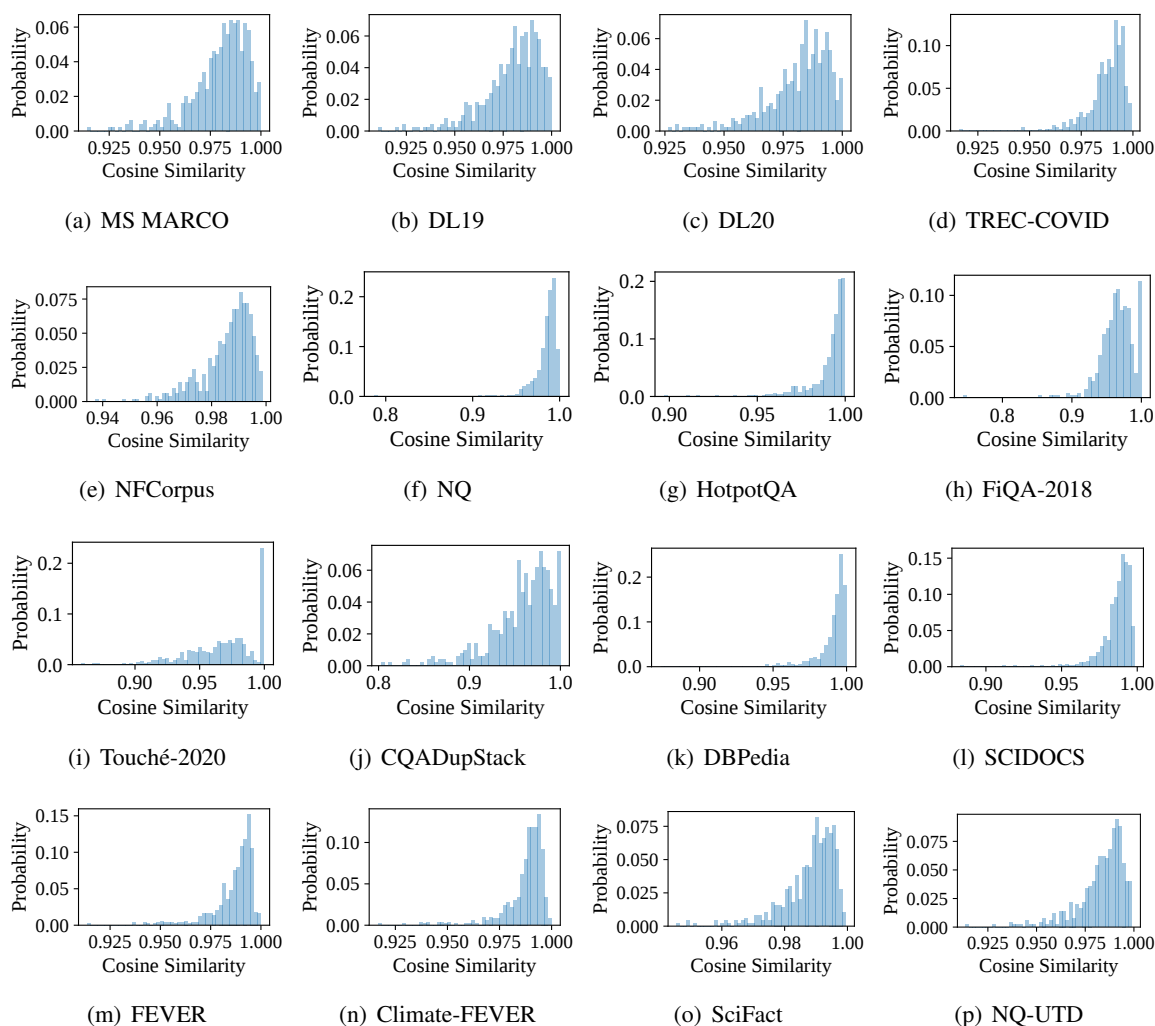 Probability
0.06
0.04
0.02
0.00
0.925 0.950 0.975 1.000
Cosine Similarity
(a) MS MARCO
Probability
0.06
0.04
0.02
0.00
0.925 0.950 0.975 1.000
Cosine Similarity
(b) DL19
Probability
0.06
0.04
0.02
0.00
0.925 0.950 0.975 1.000
Cosine Similarity
(c) DL20
Probability
0.10
0.05
0.00
0.925 0.950 0.975 1.000
Cosine Similarity
(d) TREC-COVID
Probability
0.075
0.050
0.025
0.000
0.94 0.96 0.98 1.00
Cosine Similarity
(e) NFCorpus
Probability
0.2
0.1
0.0
0.8 0.9 1.0
Cosine Similarity
(f) NQ
Probability
0.2
0.1
0.0
0.90 0.95 1.00
Cosine Similarity
(g) HotpotQA
Probability
0.10
0.05
0.00
0.8 0.9 1.0
Cosine Similarity
(h) FiQA-2018
Probability
0.2
0.1
0.0
0.90 0.95 1.00
Cosine Similarity
(i) Touché-2020
Probability
0.06
0.04
0.02
0.00
0.8 0.9 1.0
Cosine Similarity
(j) CQADupStack
Probability
0.2
0.1
0.0
0.90 0.95 1.00
Cosine Similarity
(k) DBPedia
Probability
0.15
0.10
0.05
0.00
0.90 0.95 1.00
Cosine Similarity
(l) SCIDOCS
Probability
0.15
0.10
0.05
0.00
0.925 0.950 0.975 1.000
Cosine Similarity
(m) FEVER
Probability
0.10
0.05
0.00
0.925 0.950 0.975 1.000
Cosine Similarity
(n) Climate-FEVER
Probability
0.075
0.050
0.025
0.000
0.96 0.98 1.00
Cosine Similarity
(o) SciFact
Probability
0.075
0.050
0.025
0.000
0.925 0.950 0.975 1.000
Cosine Similarity
(p) NQ-UTD